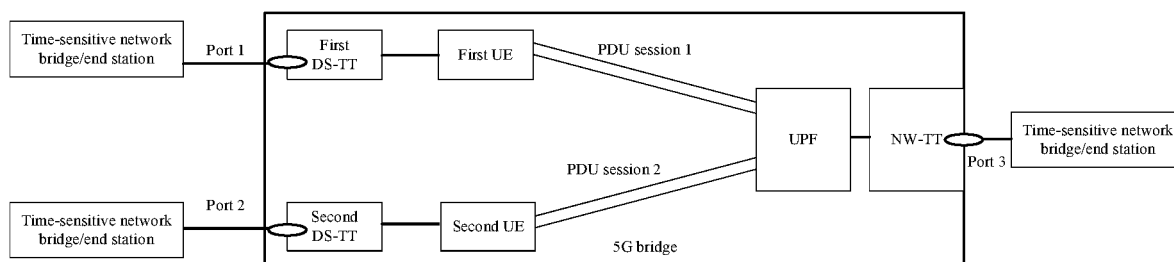 Time-sensitive network
bridge/end station
Port 1
First
DS-TT
First UE
PDU session 1
UPF
NW-TT
Port 3
Time-sensitive network
bridge/end station
Time-sensitive network
bridge/end station
Port 2
Second
DS-TT
Second UE
PDU session 2
5G bridge